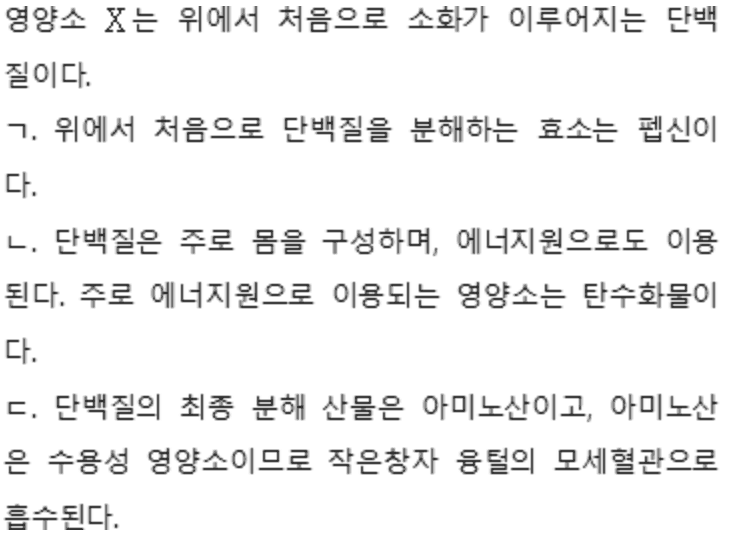 영양소 X는 위에서 처음으로 소화가 이루어지는 단백
질이다.
ㄱ. 위에서 처음으로 단백질을 분해하는 효소는 펩신이
다.
ㄴ. 단백질은 주로 몸을 구성하며, 에너지원으로도 이용
된다. 주로 에너지원으로 이용되는 영양소는 탄수화물이
다.
ㄷ. 단백질의 최종 분해 산물은 아미노산이고, 아미노산
은 수용성 영양소이므로 작은창자 융털의 모세혈관으로
흡수된다.